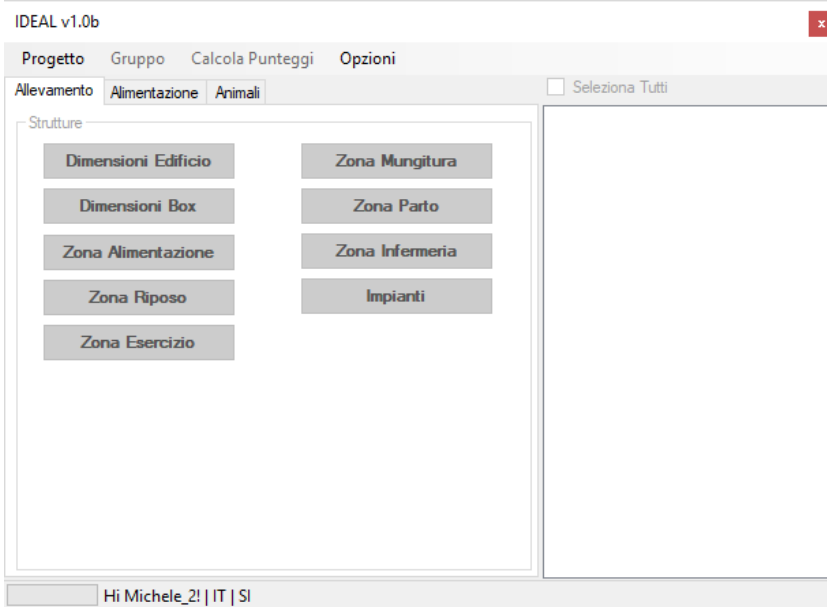 IDEAL v1.0b
x
Progetto Gruppo Calcola Punteggi Opzioni
Allevamento Alimentazione Animali
Seleziona Tutti
Strutture
Dimensioni Edificio
Zona Mungitura
Dimensioni Box
Zona Parto
Zona Alimentazione
Zona Infermeria
Zona Riposo
Impianti
Zona Esercizio
Hi Michele_2! | IT | SI